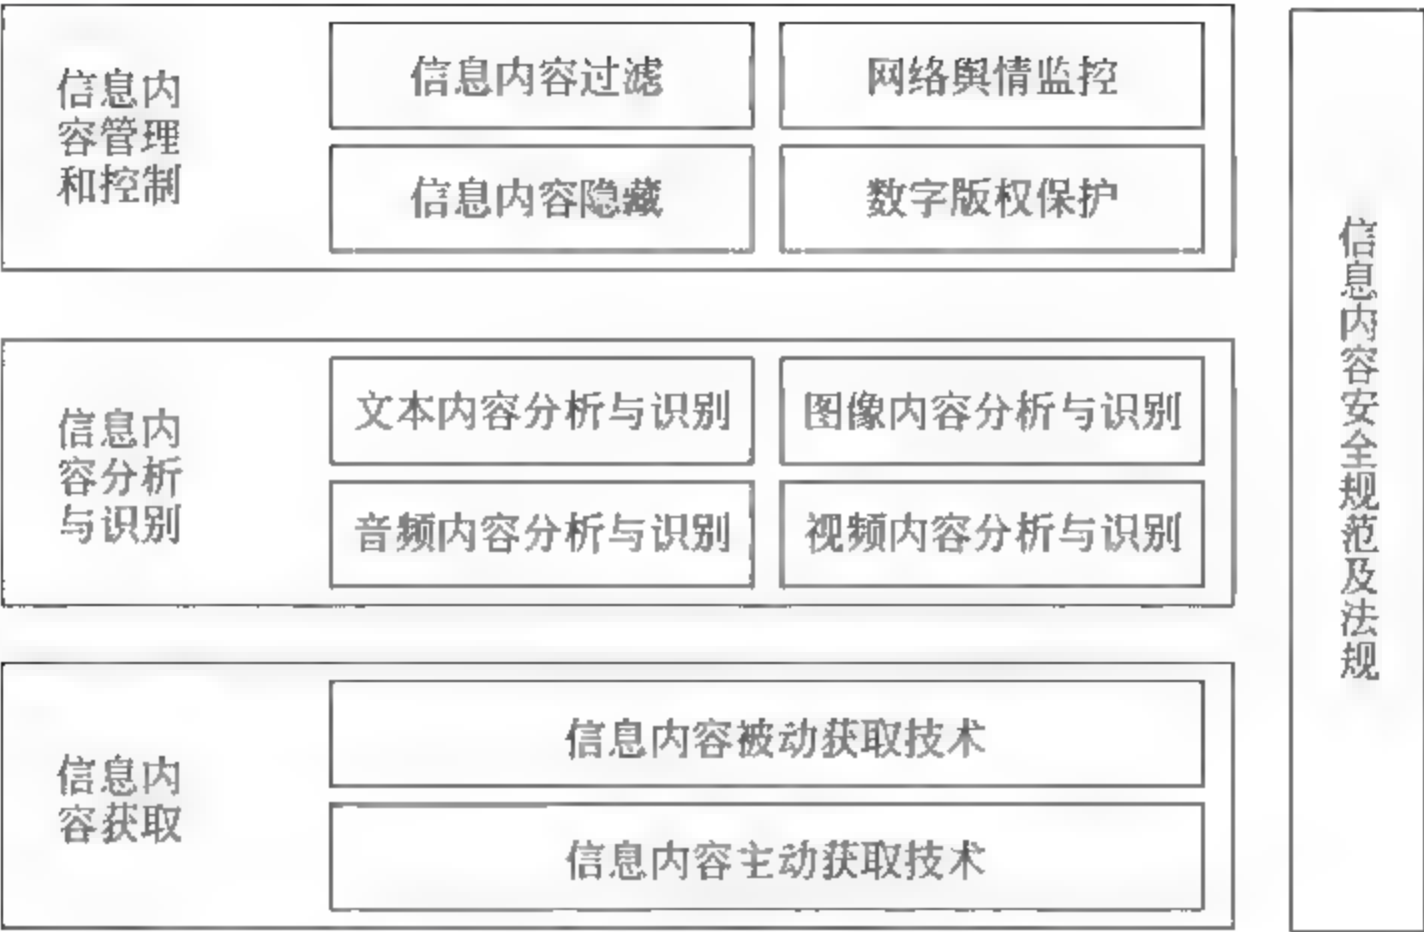 信息内
容管理
和控制
信息内容过滤
网络舆情监控
信息内容隐藏
数字版权保护
信息内
容分析
与识别
文本内容分析与识别
图像内容分析与识别
音频内容分析与识别
视频内容分析与识别
信息内
容获取
信息内容被动获取技术
信息内容主动获取技术
信息内容安全规范及法规